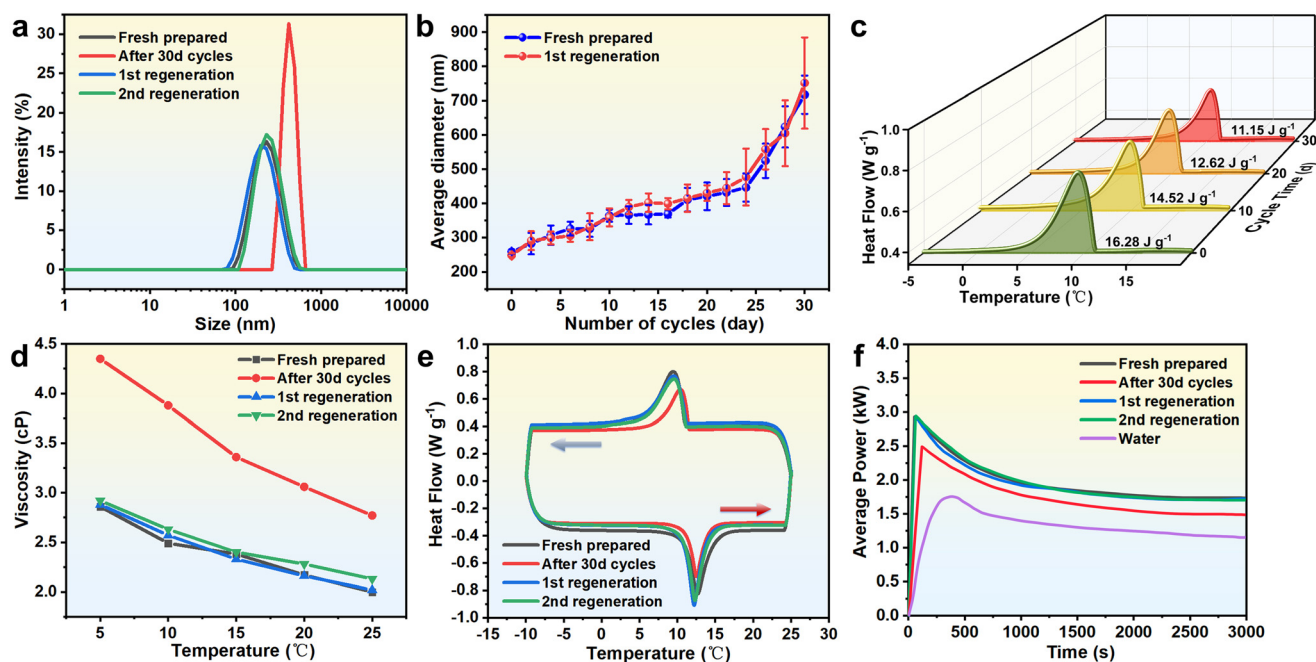 a
Fresh prepared
After 30d cycles
1st regeneration
2nd regeneration
Intensity (%)
30
25
20
15
10
5
0
1
10
100
1000
10000
Size (nm)
b
Fresh prepared
1st regeneration
Average diameter (nm)
900
800
700
600
500
400
300
200
0
5
10
15
20
25
30
Number of cycles (day)
c
Heat Flow (W g⁻¹)
1.0
0.8
0.6
0.4
-5
0
5
10
15
Temperature (℃)
11.15 J g⁻¹
12.62 J g⁻¹
14.52 J g⁻¹
16.28 J g⁻¹
30
20
10
0
Cycle Time (d)
d
Fresh prepared
After 30d cycles
1st regeneration
2nd regeneration
Viscosity (cP)
4.5
4.0
3.5
3.0
2.5
2.0
5
10
15
20
25
Temperature (℃)
e
Heat Flow (W g⁻¹)
1.0
0.8
0.6
0.4
0.2
0.0
-0.2
-0.4
-0.6
-0.8
-1.0
Fresh prepared
After 30d cycles
1st regeneration
2nd regeneration
-15
-10
-5
0
5
10
15
20
25
30
Temperature (℃)
f
Fresh prepared
After 30d cycles
1st regeneration
2nd regeneration
Water
Average Power (kW)
4.0
3.5
3.0
2.5
2.0
1.5
1.0
0.5
0.0
0
500
1000
1500
2000
2500
3000
Time (s)